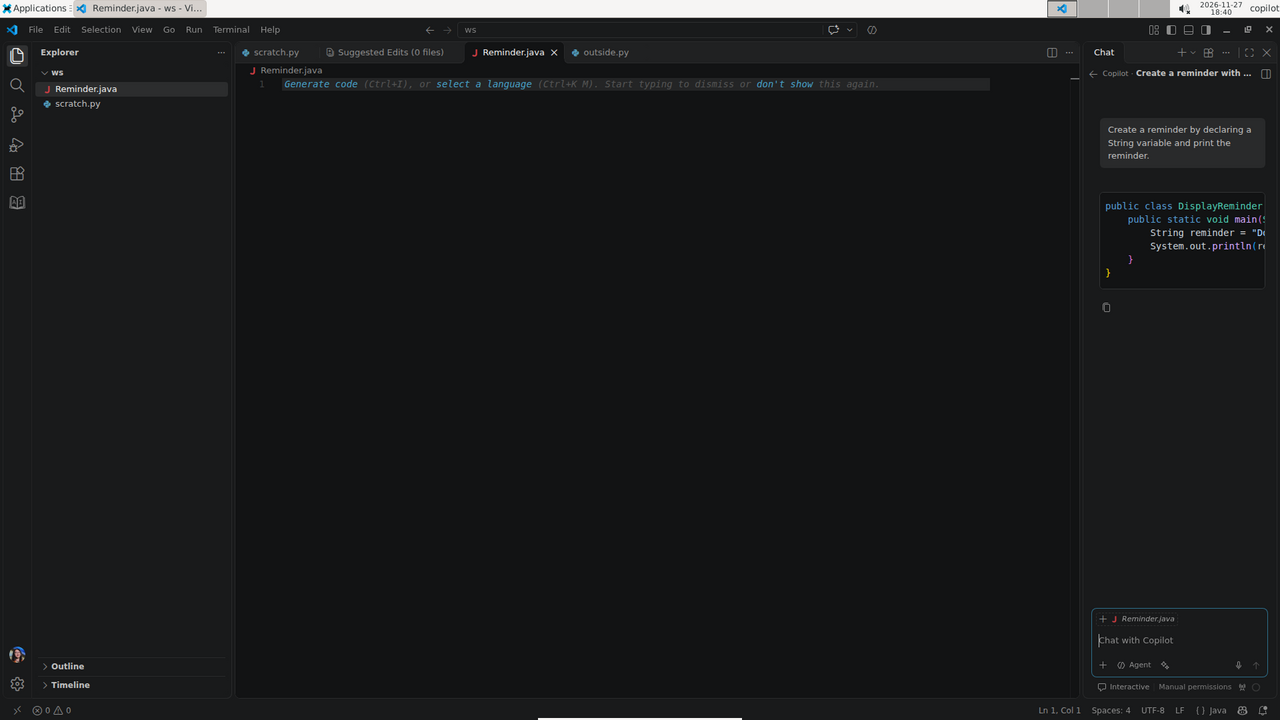 Applications
Reminder.java - ws - Vi...
2026-11-27
18:40
copilot
File Edit Selection View Go Run Terminal Help
ws
Explorer
ws
Reminder.java
scratch.py
Outline
Timeline
scratch.py
Suggested Edits (0 files)
Reminder.java
outside.py
Reminder.java
1
Generate code (Ctrl+I), or select a language (Ctrl+K M). Start typing to dismiss or don't show this again.
Chat
Copilot · Create a reminder with ...
Create a reminder by declaring a
String variable and print the
reminder.
public class DisplayReminder
public static void main(
String reminder = "Do
System.out.println(re
}
}
Reminder.java
Chat with Copilot
Agent
Interactive
Manual permissions
0 0
Ln 1, Col 1
Spaces: 4
UTF-8
LF
{ } Java